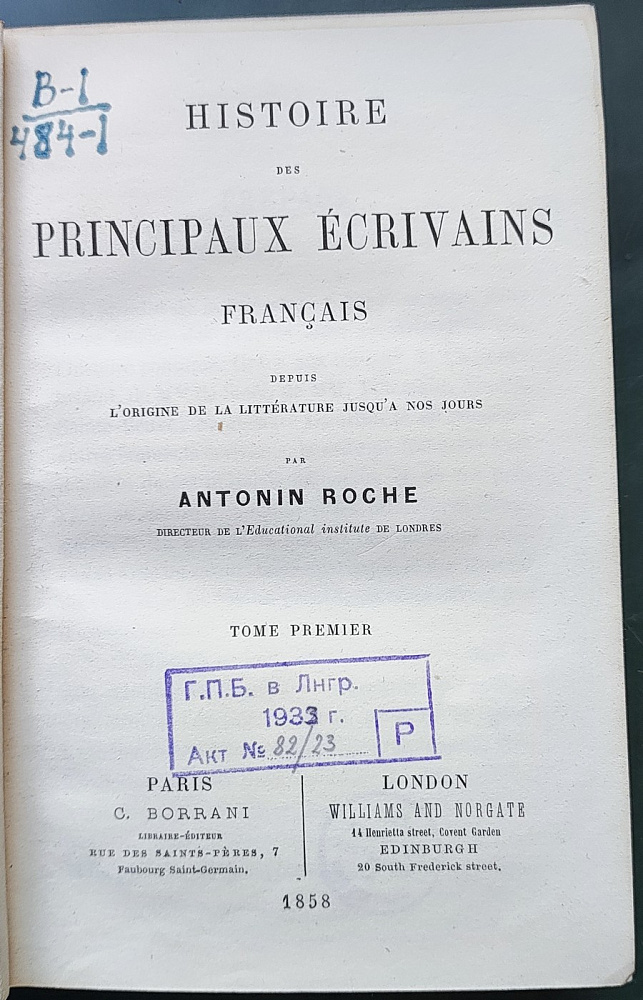 B-1
484-1
HISTOIRE
DES
PRINCIPAUX ÉCRIVAINS
FRANÇAIS
DEPUIS
L'ORIGINE DE LA LITTÉRATURE JUSQU'A NOS JOURS
PAR
ANTONIN ROCHE
DIRECTEUR DE L'Educational institute DE LONDRES
TOME PREMIER
Г.П.Б. в Лнгр.
1933 г.
Акт № 82/23
Р
PARIS
C. BORRANI
LIBRAIRE-ÉDITEUR
RUE DES SAINTS-PÈRES, 7
Faubourg Saint-Germain.
LONDON
WILLIAMS AND NORGATE
14 Henrietta street, Covent Garden
EDINBURGH
20 South Frederick street.
1858